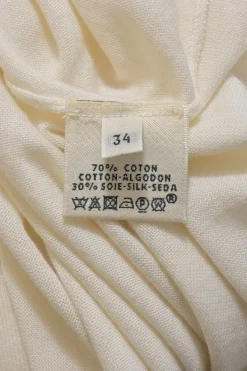 34
70% COTON
COTTON-ALGODON
30% SOIE-SILK-SEDA
P W ®